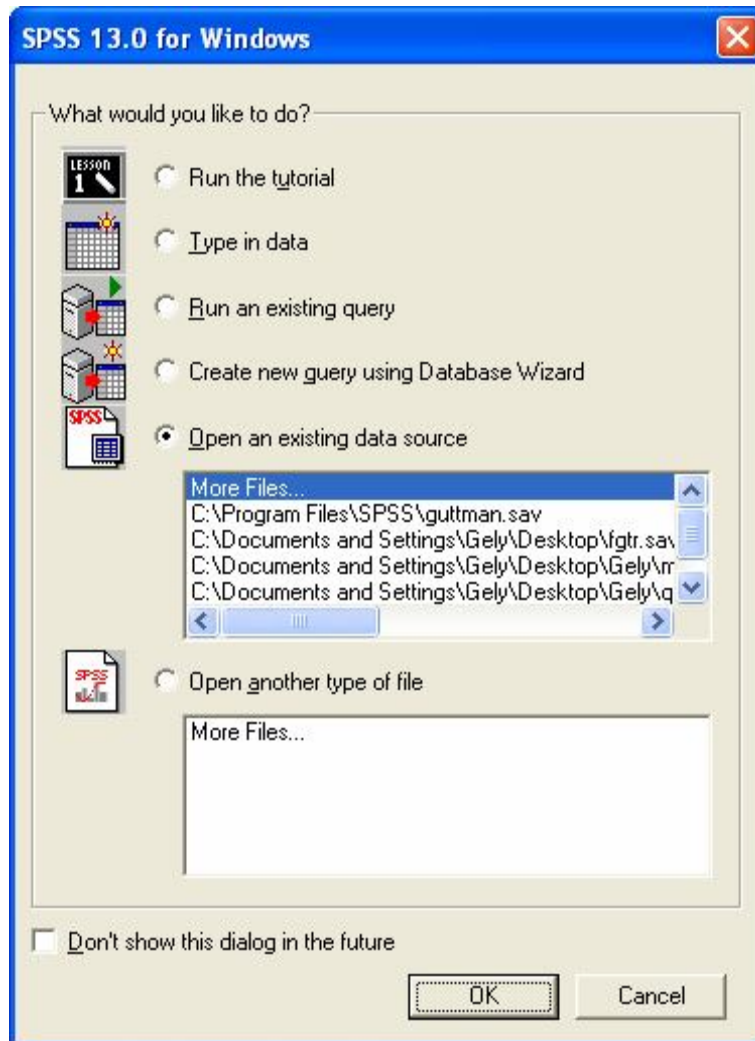 SPSS 13.0 for Windows
What would you like to do?
LESSON
1
Run the tutorial
Type in data
Run an existing query
Create new query using Database Wizard
SPSS
Open an existing data source
More Files...
C:\Program Files\SPSS\guttman.sav
C:\Documents and Settings\Gely\Desktop\fgtr.sav
C:\Documents and Settings\Gely\Desktop\Gely\m
C:\Documents and Settings\Gely\Desktop\Gely\q
SPSS
Open another type of file
More Files...
Don't show this dialog in the future
OK
Cancel